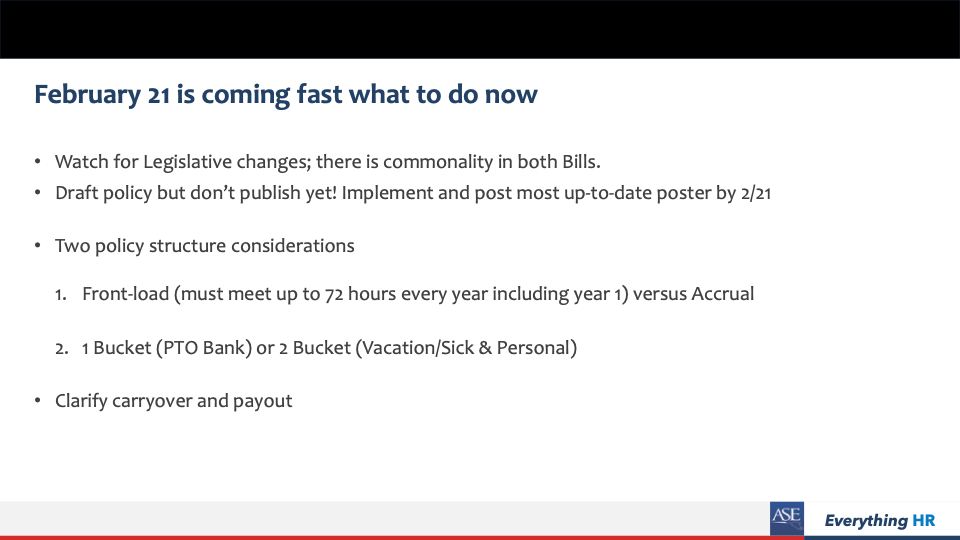 February 21 is coming fast what to do now
• Watch for Legislative changes; there is commonality in both Bills.
• Draft policy but don’t publish yet! Implement and post most up-to-date poster by 2/21
• Two policy structure considerations
1. Front-load (must meet up to 72 hours every year including year 1) versus Accrual
2. 1 Bucket (PTO Bank) or 2 Bucket (Vacation/Sick & Personal)
• Clarify carryover and payout
ASE Everything HR